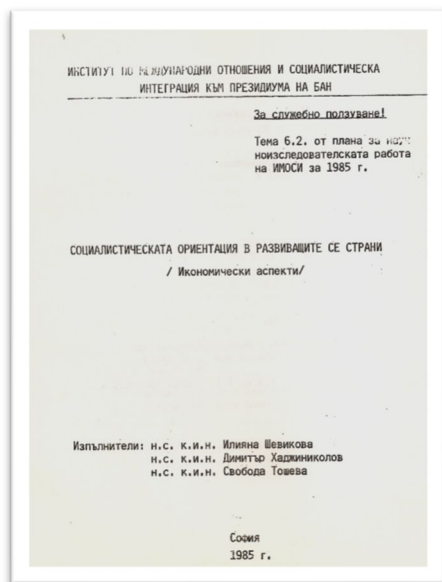 ИНСТИТУТ ПО МЕЖДУНАРОДНИ ОТНОШЕНИЯ И СОЦИАЛИСТИЧЕСКА
ИНТЕГРАЦИЯ КЪМ ПРЕЗИДИУМА НА БАН
За служебно ползуване!
Тема 6.2. от плана за науч-
ноизследователската работа
на ИМОСИ за 1985 г.
СОЦИАЛИСТИЧЕСКАТА ОРИЕНТАЦИЯ В РАЗВИВАЩИТЕ СЕ СТРАНИ
/ Икономически аспекти/
Изпълнители: н.с. к.и.н. Илияна Шевикова
н.с. к.и.н. Димитър Хаджиниколов
н.с. к.и.н. Свобода Тошева
София
1985 г.